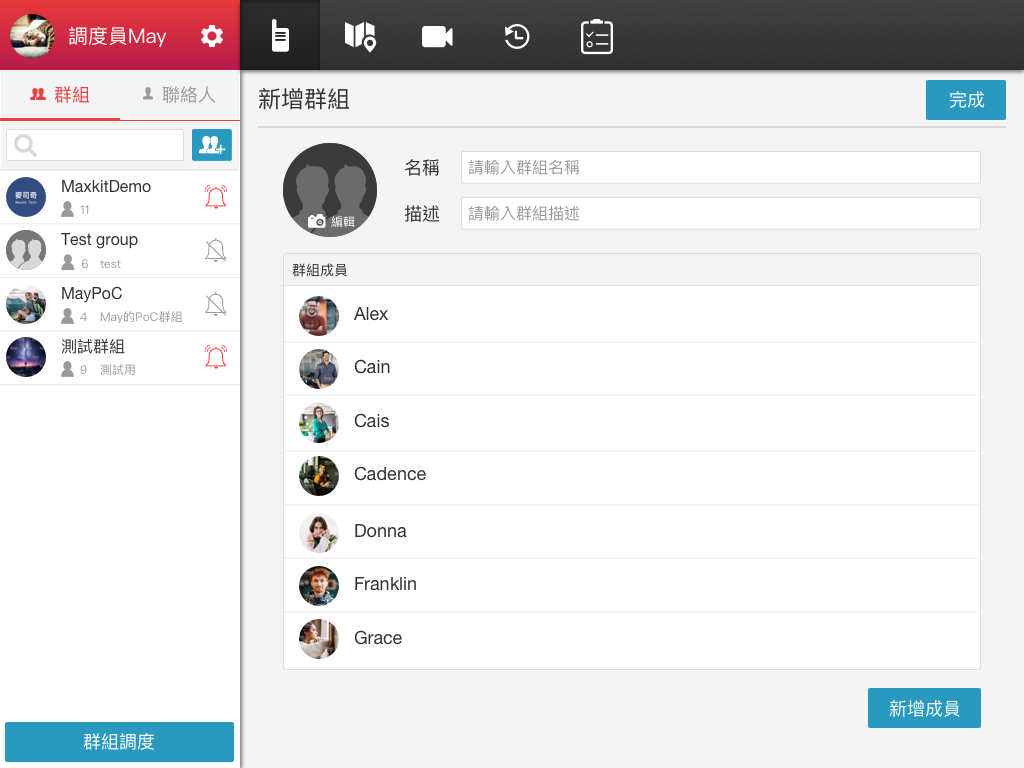 調度員May
群組
聯絡人
MaxkitDemo
11
Test group
6 test
MayPoC
4 May的PoC群組
測試群組
9 測試用
群組調度
新增群組
完成
編輯
名稱 請輸入群組名稱
描述 請輸入群組描述
群組成員
Alex
Cain
Cais
Cadence
Donna
Franklin
Grace
新增成員
麥司奇